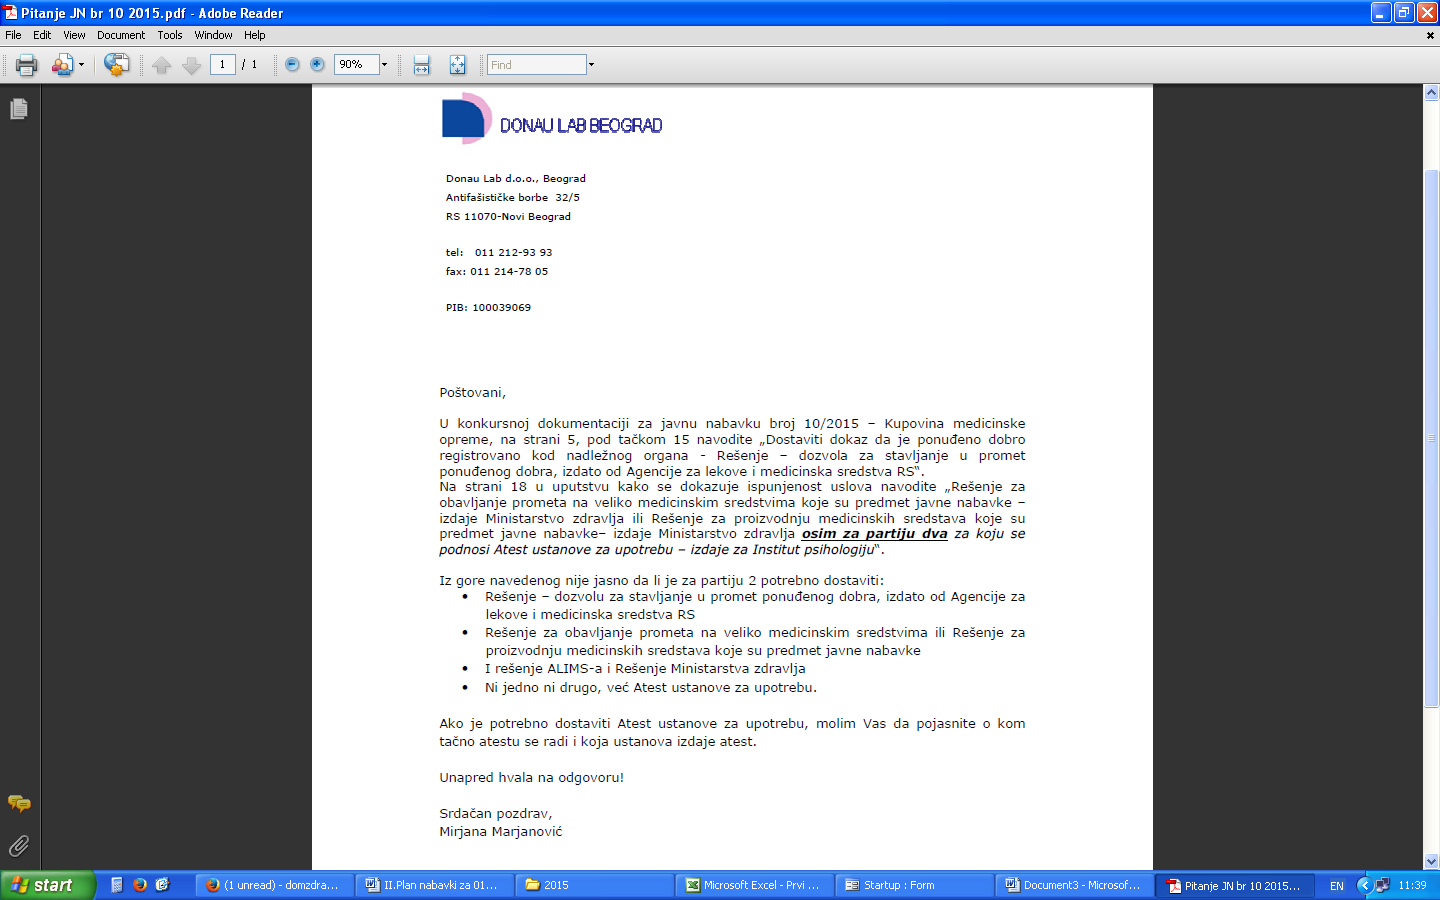 Pitanje JN br 10 2015.pdf - Adobe Reader
File Edit View Document Tools Window Help
1 / 1 90% Find
DONAU LAB BEOGRAD
Donau Lab d.o.o., Beograd
Antifašističke borbe 32/5
RS 11070-Novi Beograd
tel: 011 212-93 93
fax: 011 214-78 05
PIB: 100039069
Poštovani,
U konkursnoj dokumentaciji za javnu nabavku broj 10/2015 – Kupovina medicinske
opreme, na strani 5, pod tačkom 15 navodite „Dostaviti dokaz da je ponuđeno dobro
registrovano kod nadležnog organa - Rešenje – dozvola za stavljanje u promet
ponuđenog dobra, izdato od Agencije za lekove i medicinska sredstva RS“.
Na strani 18 u uputstvu kako se dokazuje ispunjenost uslova navodite „Rešenje za
obavljanje prometa na veliko medicinskim sredstvima koje su predmet javne nabavke –
izdaje Ministarstvo zdravlja ili Rešenje za proizvodnju medicinskih sredstava koje su
predmet javne nabavke– izdaje Ministarstvo zdravlja osim za partiju dva za koju se
podnosi Atest ustanove za upotrebu – izdaje za Institut psihologiju“.
Iz gore navedenog nije jasno da li je za partiju 2 potrebno dostaviti:
• Rešenje – dozvolu za stavljanje u promet ponuđenog dobra, izdato od Agencije za
lekove i medicinska sredstva RS
• Rešenje za obavljanje prometa na veliko medicinskim sredstvima ili Rešenje za
proizvodnju medicinskih sredstava koje su predmet javne nabavke
• I rešenje ALIMS-a i Rešenje Ministarstva zdravlja
• Ni jedno ni drugo, već Atest ustanove za upotrebu.
Ako je potrebno dostaviti Atest ustanove za upotrebu, molim Vas da pojasnite o kom
tačno atestu se radi i koja ustanova izdaje atest.
Unapred hvala na odgovoru!
Srdačan pozdrav,
Mirjana Marjanović
start (1 unread) - domzdra... II.Plan nabavki za 01... 2015 Microsoft Excel - Prvi ... Startup : Form Document3 - Microsof... Pitanje JN br 10 2015... EN 11:39